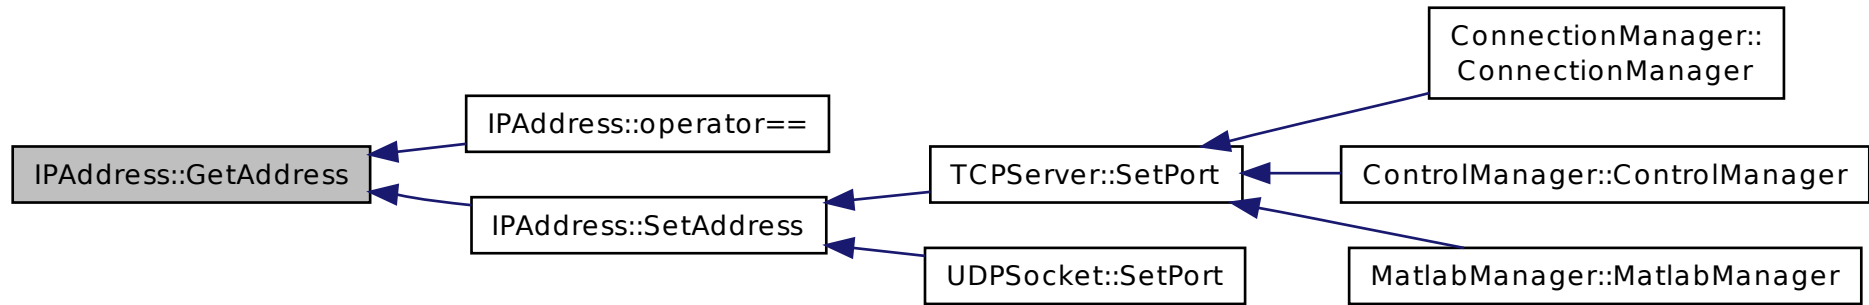 IPAddress::GetAddress
IPAddress::operator==
IPAddress::SetAddress
TCPServer::SetPort
UDPSocket::SetPort
ConnectionManager::
ConnectionManager
ControlManager::ControlManager
MatlabManager::MatlabManager